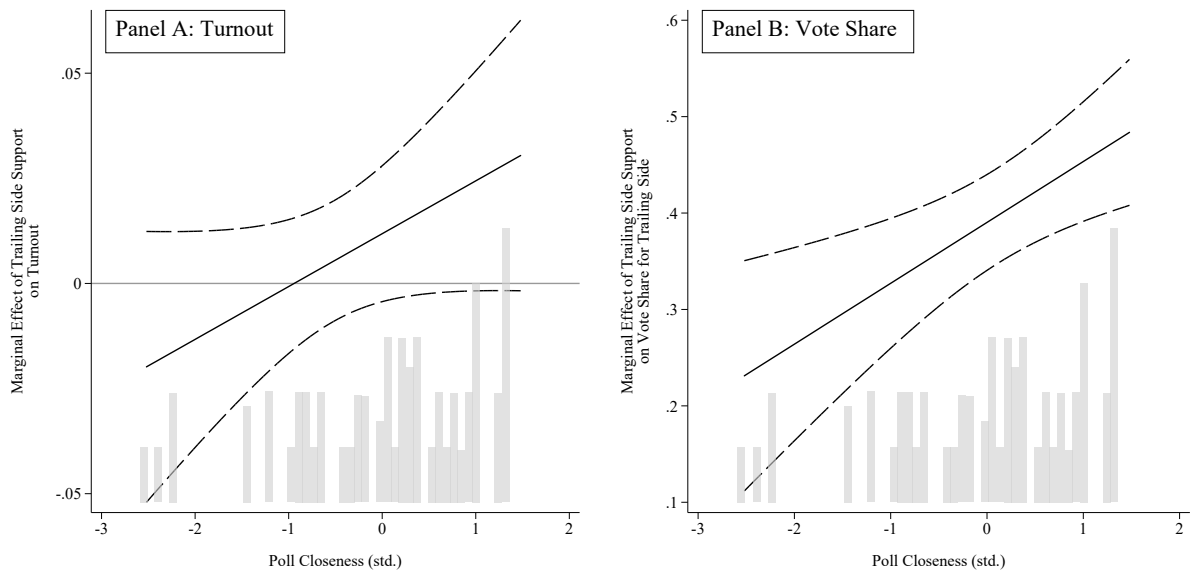 Panel A: Turnout
Marginal Effect of Trailing Side Support
on Turnout
.05
0
-.05
-3
-2
-1
0
1
2
Poll Closeness (std.)
Panel B: Vote Share
Marginal Effect of Trailing Side Support
on Vote Share for Trailing Side
.6
.5
.4
.3
.2
.1
-3
-2
-1
0
1
2
Poll Closeness (std.)